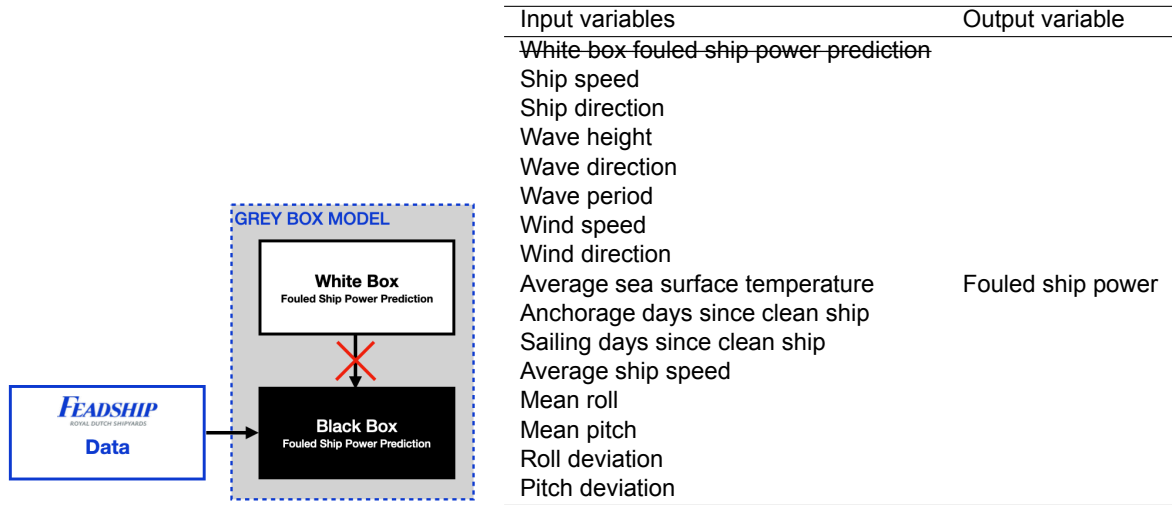 GREY BOX MODEL
White Box
Fouled Ship Power Prediction
Black Box
Fouled Ship Power Prediction
FEADSHIP
ROYAL DUTCH SHIPYARDS
Data
Input variables Output variable
White box fouled ship power prediction
Ship speed
Ship direction
Wave height
Wave direction
Wave period
Wind speed
Wind direction
Average sea surface temperature Fouled ship power
Anchorage days since clean ship
Sailing days since clean ship
Average ship speed
Mean roll
Mean pitch
Roll deviation
Pitch deviation